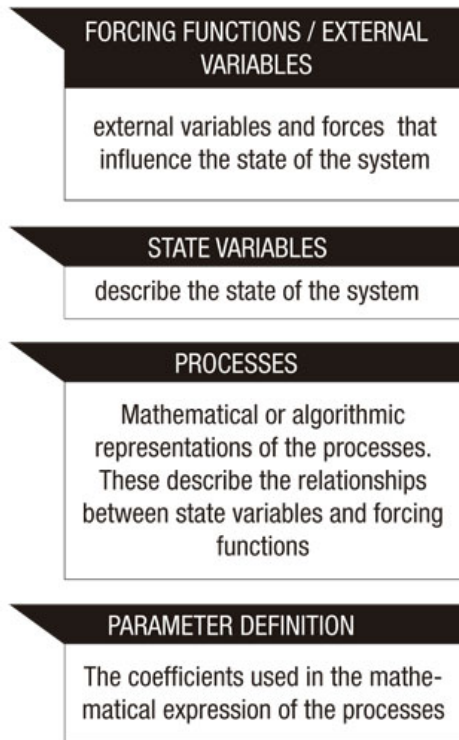 FORCING FUNCTIONS / EXTERNAL
VARIABLES
external variables and forces that
influence the state of the system
STATE VARIABLES
describe the state of the system
PROCESSES
Mathematical or algorithmic
representations of the processes.
These describe the relationships
between state variables and forcing
functions
PARAMETER DEFINITION
The coefficients used in the mathe-
matical expression of the processes